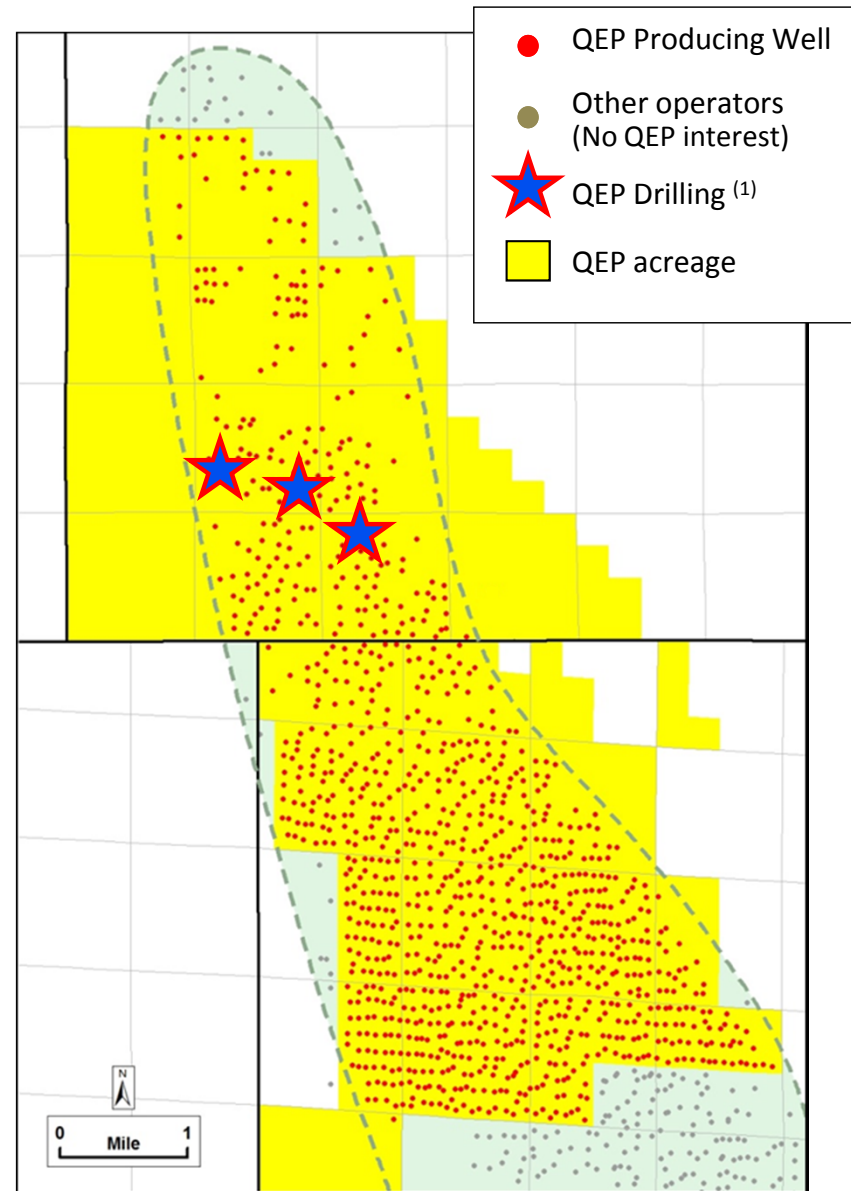 QEP Producing Well
Other operators
(No QEP interest)
QEP Drilling (1)
QEP acreage
N
0 Mile 1